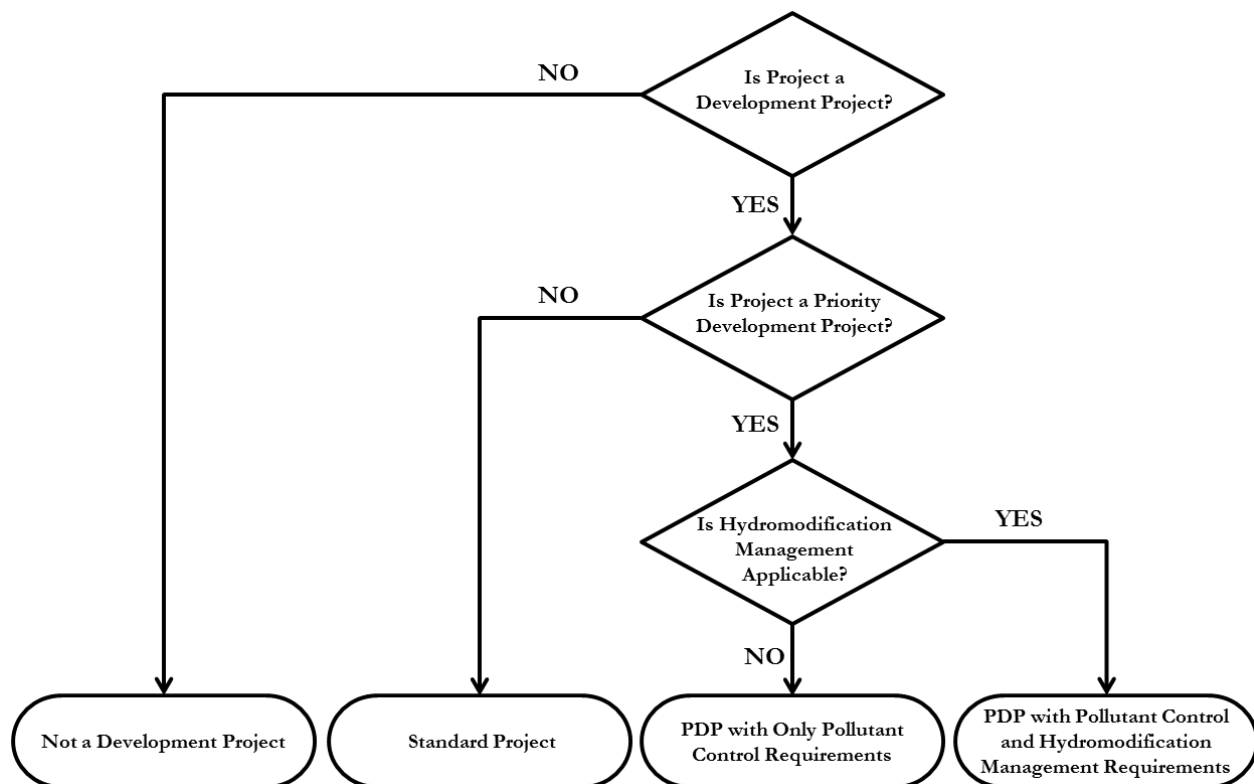 NO
Is Project a
Development Project?
YES
NO
Is Project a Priority
Development Project?
YES
Is Hydromodification
Management
Applicable?
YES
NO
Not a Development Project
Standard Project
PDP with Only Pollutant
Control Requirements
PDP with Pollutant Control
and Hydromodification
Management Requirements